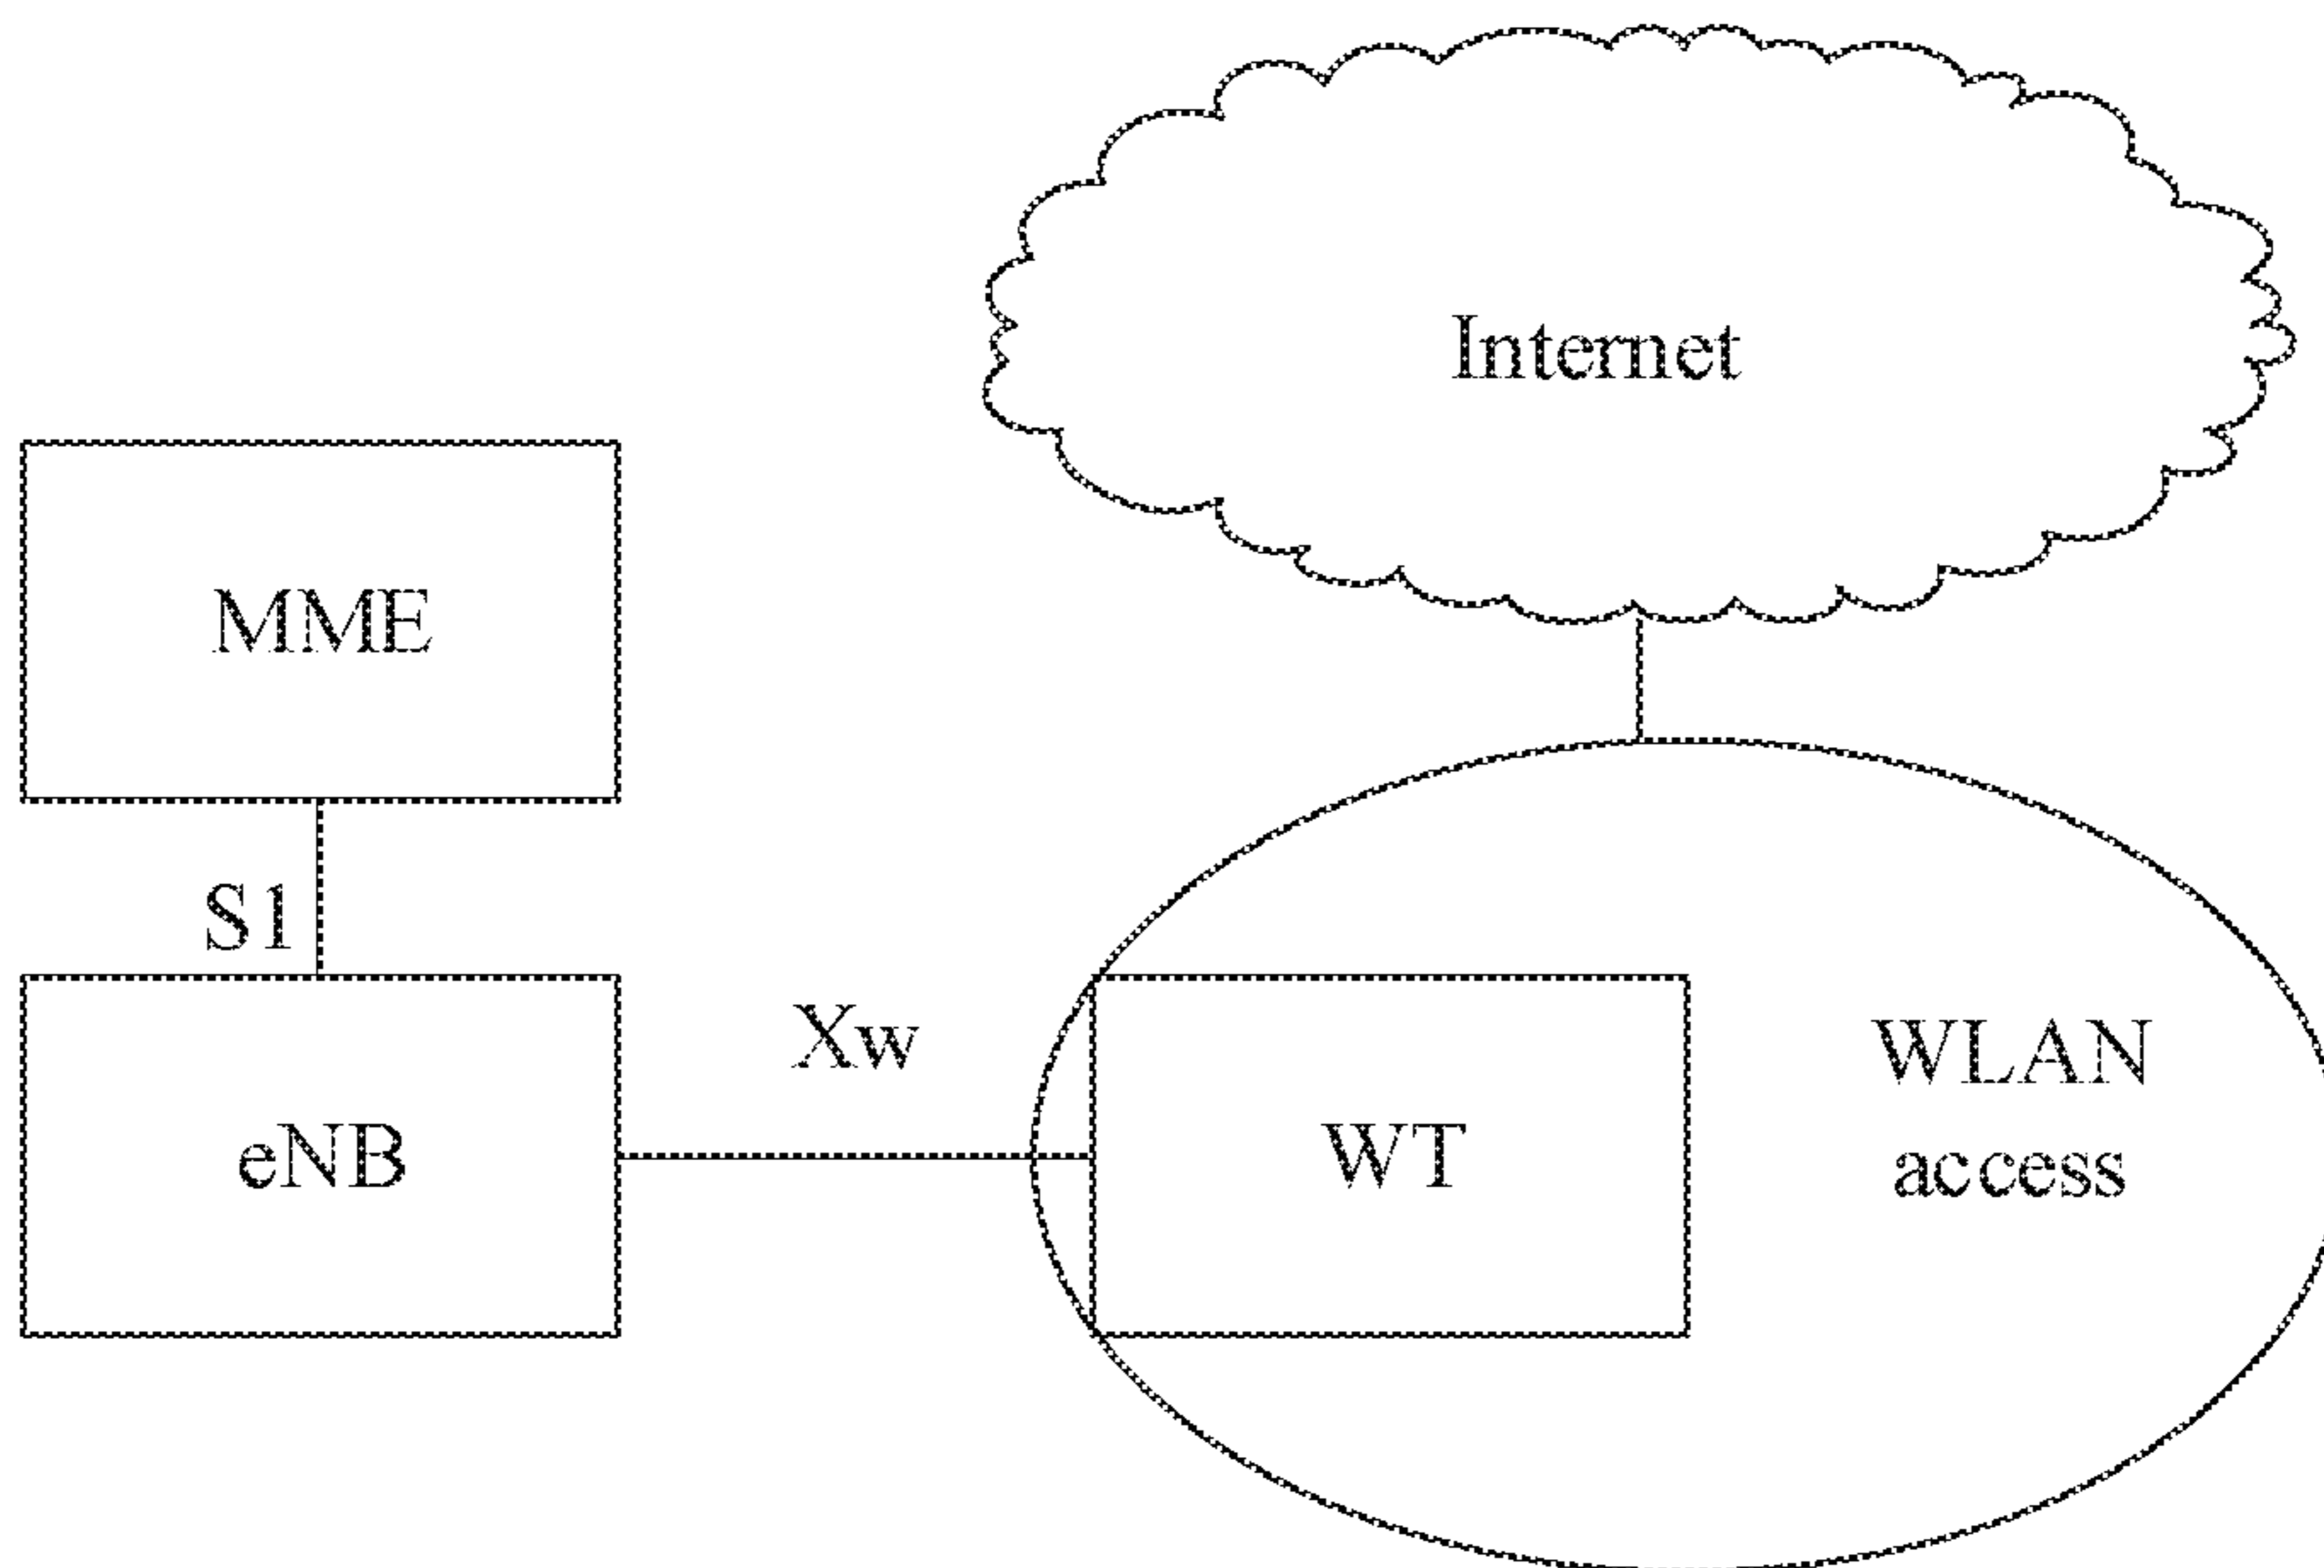 Internet
MME
S1
Xw
eNB
WT
WLAN
access